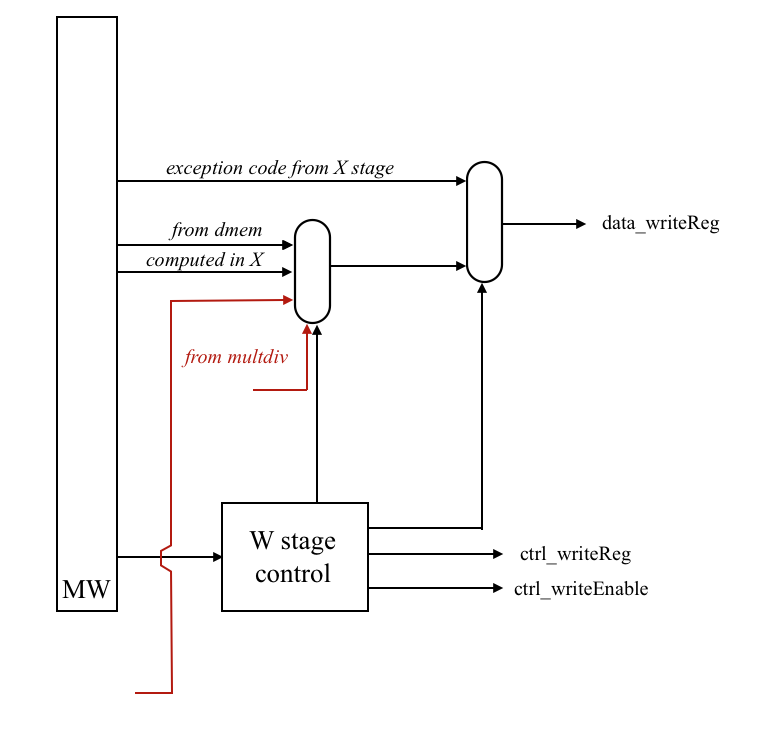 exception code from X stage
data_writeReg
from dmem
computed in X
from multdiv
W stage
control
ctrl_writeReg
ctrl_writeEnable
MW